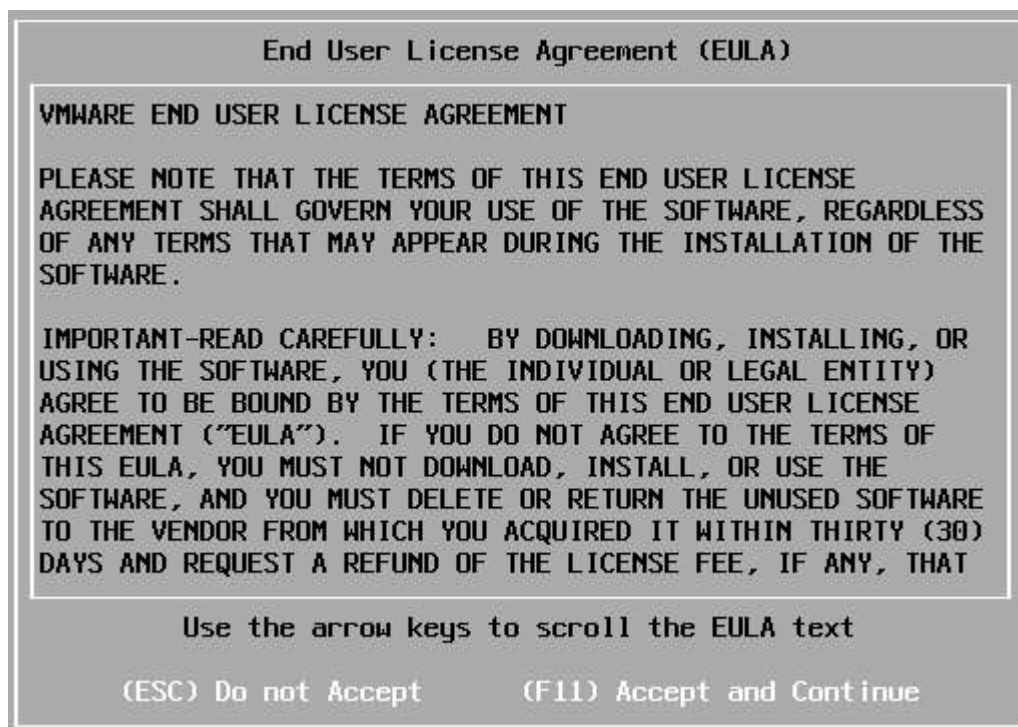 End User License Agreement (EULA)
VMWARE END USER LICENSE AGREEMENT
PLEASE NOTE THAT THE TERMS OF THIS END USER LICENSE
AGREEMENT SHALL GOVERN YOUR USE OF THE SOFTWARE, REGARDLESS
OF ANY TERMS THAT MAY APPEAR DURING THE INSTALLATION OF THE
SOFTWARE.
IMPORTANT-READ CAREFULLY:   BY DOWNLOADING, INSTALLING, OR
USING THE SOFTWARE, YOU (THE INDIVIDUAL OR LEGAL ENTITY)
AGREE TO BE BOUND BY THE TERMS OF THIS END USER LICENSE
AGREEMENT ("EULA").  IF YOU DO NOT AGREE TO THE TERMS OF
THIS EULA, YOU MUST NOT DOWNLOAD, INSTALL, OR USE THE
SOFTWARE, AND YOU MUST DELETE OR RETURN THE UNUSED SOFTWARE
TO THE VENDOR FROM WHICH YOU ACQUIRED IT WITHIN THIRTY (30)
DAYS AND REQUEST A REFUND OF THE LICENSE FEE, IF ANY, THAT
Use the arrow keys to scroll the EULA text
(ESC) Do not Accept (F11) Accept and Continue